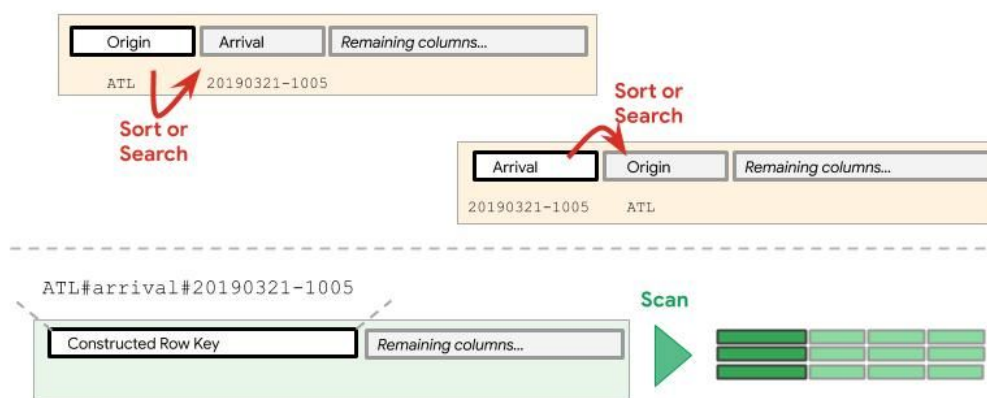 Origin Arrival Remaining columns...
ATL 20190321-1005
Sort or
Search
Sort or
Search
Arrival Origin Remaining columns...
20190321-1005 ATL
ATL#arrival#20190321-1005
Constructed Row Key Remaining columns...
Scan